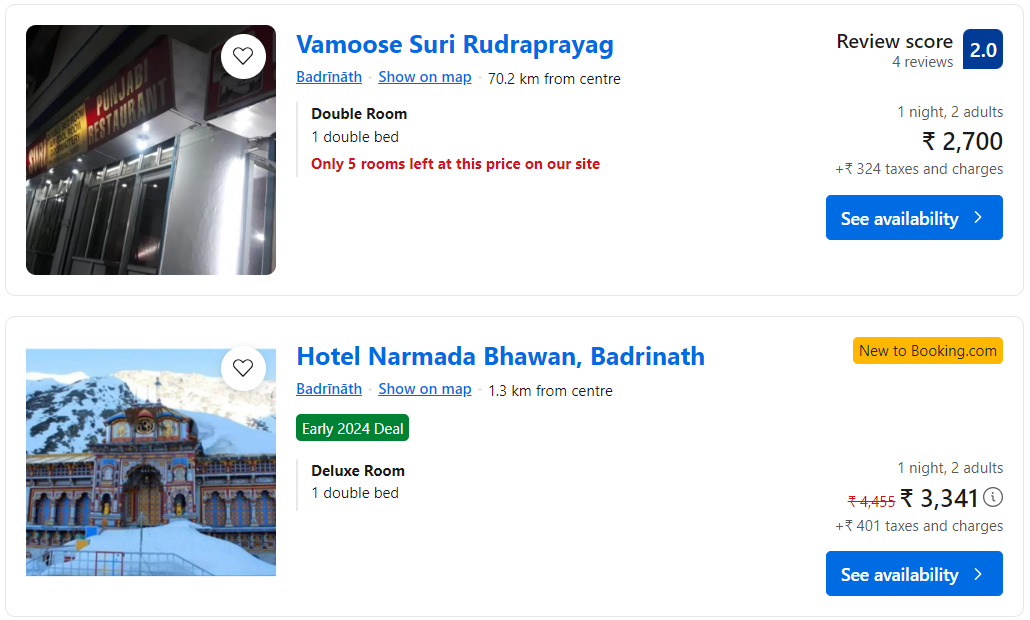 Vamoose Suri Rudraprayag
Badrīnāth · Show on map · 70.2 km from centre
Double Room
1 double bed
Only 5 rooms left at this price on our site
Review score 2.0
4 reviews
1 night, 2 adults
₹ 2,700
+₹ 324 taxes and charges
See availability
PUNJABI
RESTAURANT
SURI
Hotel Narmada Bhawan, Badrinath
New to Booking.com
Badrīnāth · Show on map · 1.3 km from centre
Early 2024 Deal
Deluxe Room
1 double bed
1 night, 2 adults
₹ 4,455 ₹ 3,341
+₹ 401 taxes and charges
See availability